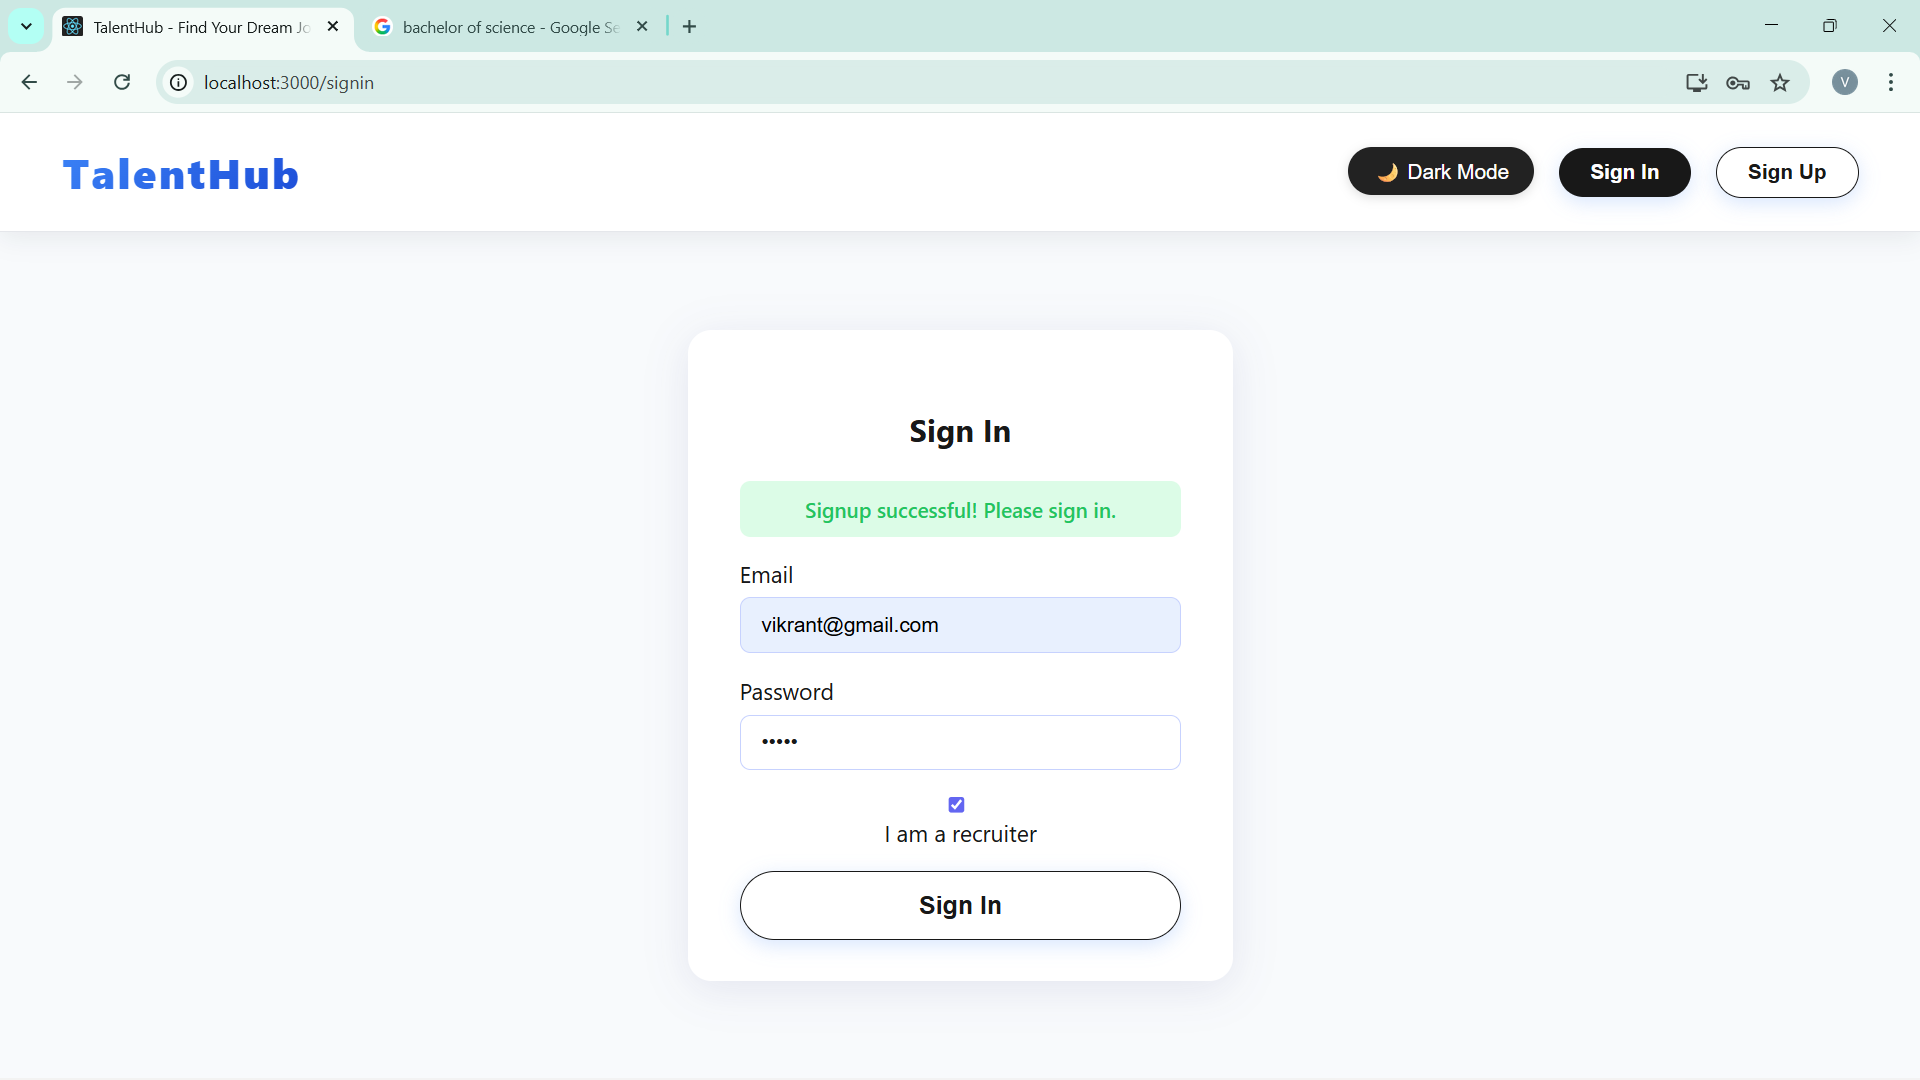 TalentHub - Find Your Dream Jo
bachelor of science - Google Se
localhost:3000/signin
V
TalentHub
🌙 Dark Mode
Sign In
Sign Up
Sign In
Signup successful! Please sign in.
Email
vikrant@gmail.com
Password
•••••
I am a recruiter
Sign In